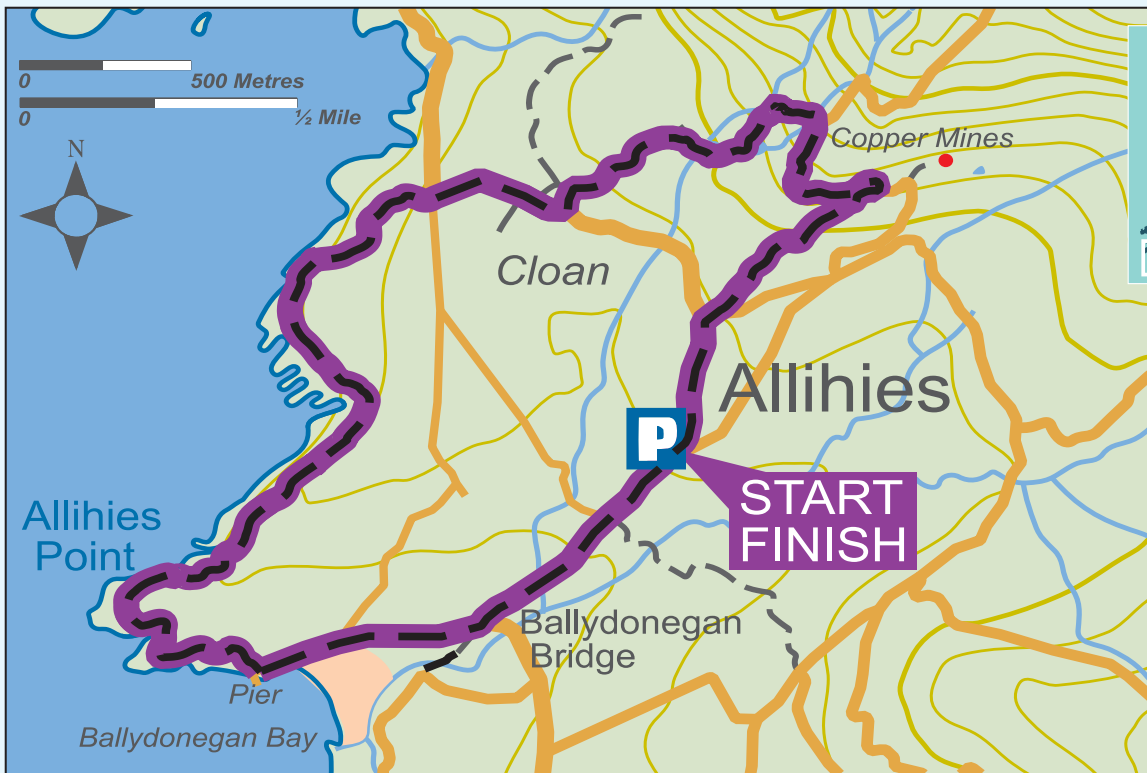 0 500 Metres
0 ½ Mile
N
Copper Mines
Cloan
Allihies
P
START
FINISH
Allihies
Point
Ballydonegan
Bridge
Pier
Ballydonegan Bay